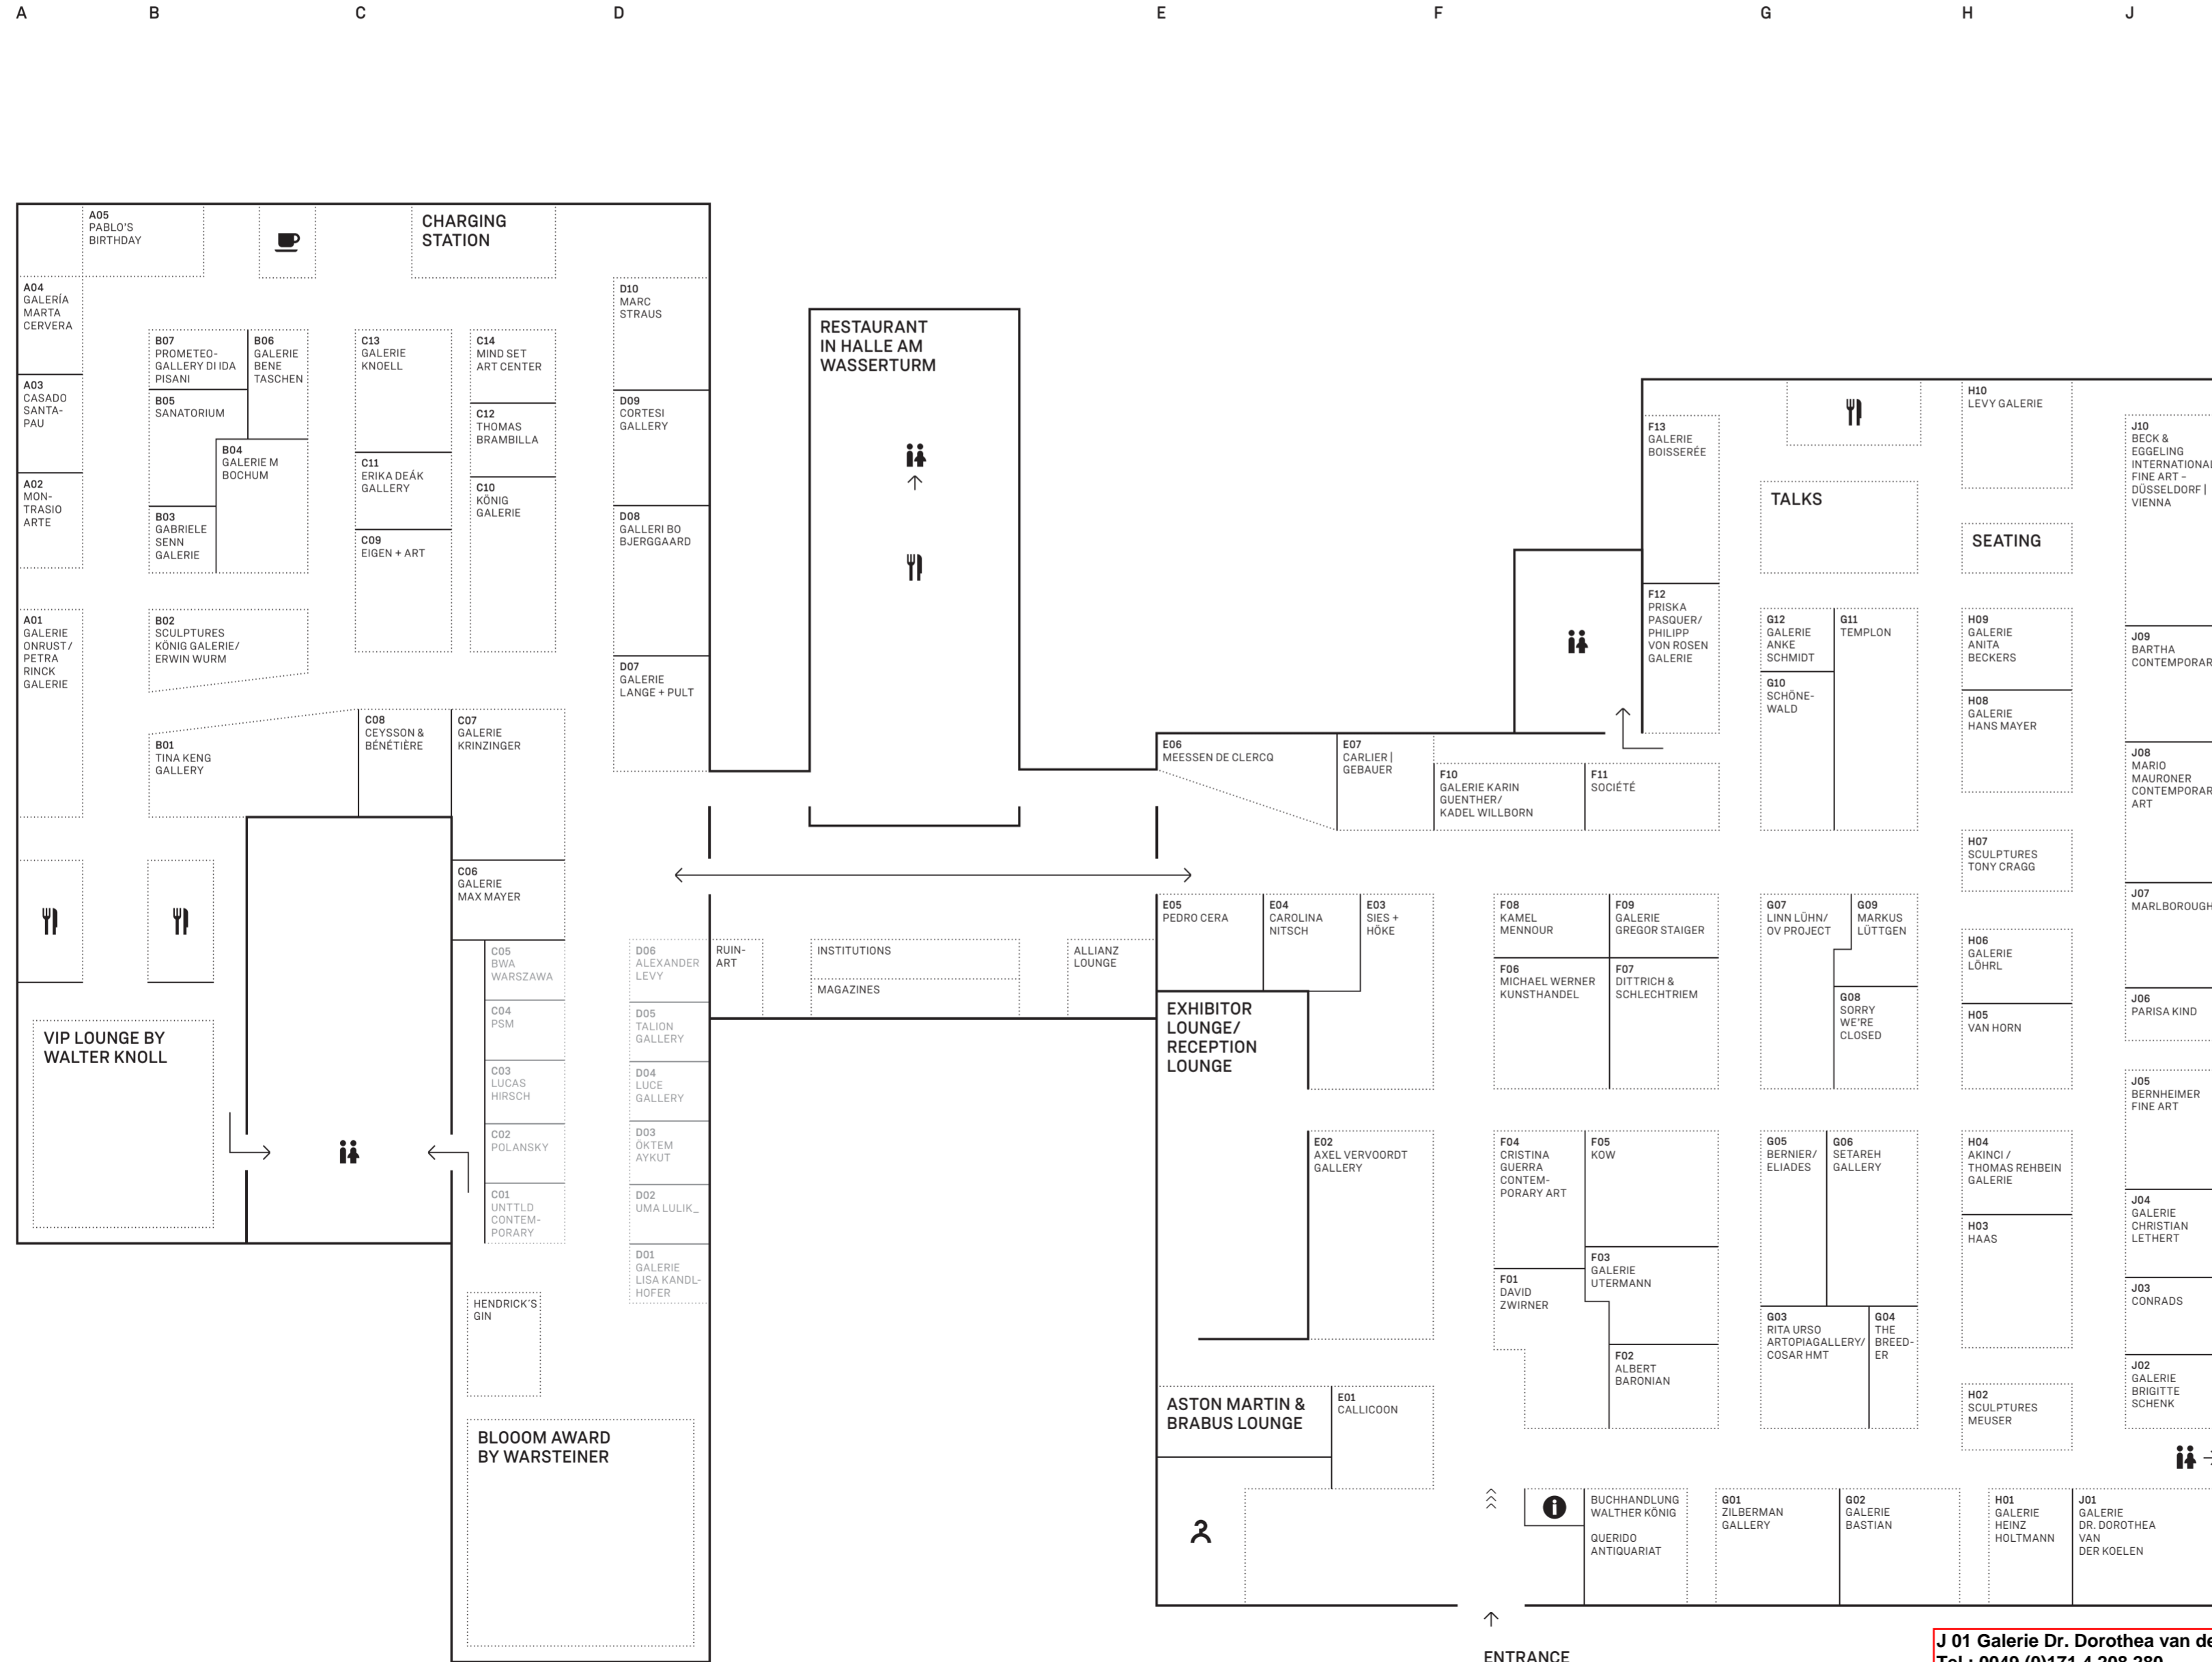 A B C D E F G H J
A05
PABLO'S
BIRTHDAY
CHARGING
STATION
A04
GALERÍA
MARTA
CERVERA
A03
CASADO
SANTA-
PAU
A02
MON-
TRASIO
ARTE
A01
GALERIE
ONRUST/
PETRA
RINCK
GALERIE
B07
PROMETEO-
GALLERY DI IDA
PISANI
B06
GALERIE
BENE
TASCHEN
B05
SANATORIUM
B04
GALERIE M
BOCHUM
B03
GABRIELE
SENN
GALERIE
B02
SCULPTURES
KÖNIG GALERIE/
ERWIN WURM
B01
TINA KENG
GALLERY
C13
GALERIE
KNOELL
C14
MIND SET
ART CENTER
C12
THOMAS
BRAMBILLA
C11
ERIKA DEÁK
GALLERY
C10
KÖNIG
GALERIE
C09
EIGEN + ART
C08
CEYSSON &
BÉNÉTIÈRE
C07
GALERIE
KRINZINGER
C06
GALERIE
MAX MAYER
C05
BWA
WARSZAWA
C04
PSM
C03
LUCAS
HIRSCH
C02
POLANSKY
C01
UNTTLD
CONTEM-
PORARY
VIP LOUNGE BY
WALTER KNOLL
HENDRICK'S
GIN
BLOOOM AWARD
BY WARSTEINER
D10
MARC
STRAUS
D09
CORTESI
GALLERY
D08
GALLERI BO
BJERGGAARD
D07
GALERIE
LANGE + PULT
D06
ALEXANDER
LEVY
D05
TALION
GALLERY
D04
LUCE
GALLERY
D03
ÖKTEM
AYKUT
D02
UMA LULIK_
D01
GALERIE
LISA KANDL-
HOFER
RESTAURANT
IN HALLE AM
WASSERTURM
RUIN-
ART
INSTITUTIONS
MAGAZINES
ALLIANZ
LOUNGE
E06
MEESSEN DE CLERCQ
E07
CARLIER |
GEBAUER
E05
PEDRO CERA
E04
CAROLINA
NITSCH
E03
SIES +
HÖKE
EXHIBITOR
LOUNGE/
RECEPTION
LOUNGE
E02
AXEL VERVOORDT
GALLERY
ASTON MARTIN &
BRABUS LOUNGE
E01
CALLICOON
F13
GALERIE
BOISSERÉE
F12
PRISKA
PASQUER/
PHILIPP
VON ROSEN
GALERIE
F10
GALERIE KARIN
GUENTHER/
KADEL WILLBORN
F11
SOCIÉTÉ
F08
KAMEL
MENNOUR
F09
GALERIE
GREGOR STAIGER
F06
MICHAEL WERNER
KUNSTHANDEL
F07
DITTRICH &
SCHLECHTRIEM
F04
CRISTINA
GUERRA
CONTEM-
PORARY ART
F05
KOW
F03
GALERIE
UTERMANN
F01
DAVID
ZWIRNER
F02
ALBERT
BARONIAN
BUCHHANDLUNG
WALTHER KÖNIG
QUERIDO
ANTIQUARIAT
ENTRANCE
TALKS
G12
GALERIE
ANKE
SCHMIDT
G11
TEMPLON
G10
SCHÖNE-
WALD
G07
LINN LÜHN/
OV PROJECT
G09
MARKUS
LÜTTGEN
G08
SORRY
WE'RE
CLOSED
G05
BERNIER/
ELIADES
G06
SETAREH
GALLERY
G03
RITA URSO
ARTOPIAGALLERY/
COSAR HMT
G04
THE
BREED-
ER
G01
ZILBERMAN
GALLERY
G02
GALERIE
BASTIAN
H10
LEVY GALERIE
SEATING
H09
GALERIE
ANITA
BECKERS
H08
GALERIE
HANS MAYER
H07
SCULPTURES
TONY CRAGG
H06
GALERIE
LÖHRL
H05
VAN HORN
H04
AKINCI /
THOMAS REHBEIN
GALERIE
H03
HAAS
H02
SCULPTURES
MEUSER
H01
GALERIE
HEINZ
HOLTMANN
J10
BECK &
EGGELING
INTERNATIONAL
FINE ART –
DÜSSELDORF |
VIENNA
J09
BARTHA
CONTEMPORAR
J08
MARIO
MAURONER
CONTEMPORAR
ART
J07
MARLBOROUGH
J06
PARISA KIND
J05
BERNHEIMER
FINE ART
J04
GALERIE
CHRISTIAN
LETHERT
J03
CONRADS
J02
GALERIE
BRIGITTE
SCHENK
J01
GALERIE
DR. DOROTHEA
VAN
DER KOELEN
J 01 Galerie Dr. Dorothea van de
Tel.: 0049 (0)171 4 208 280